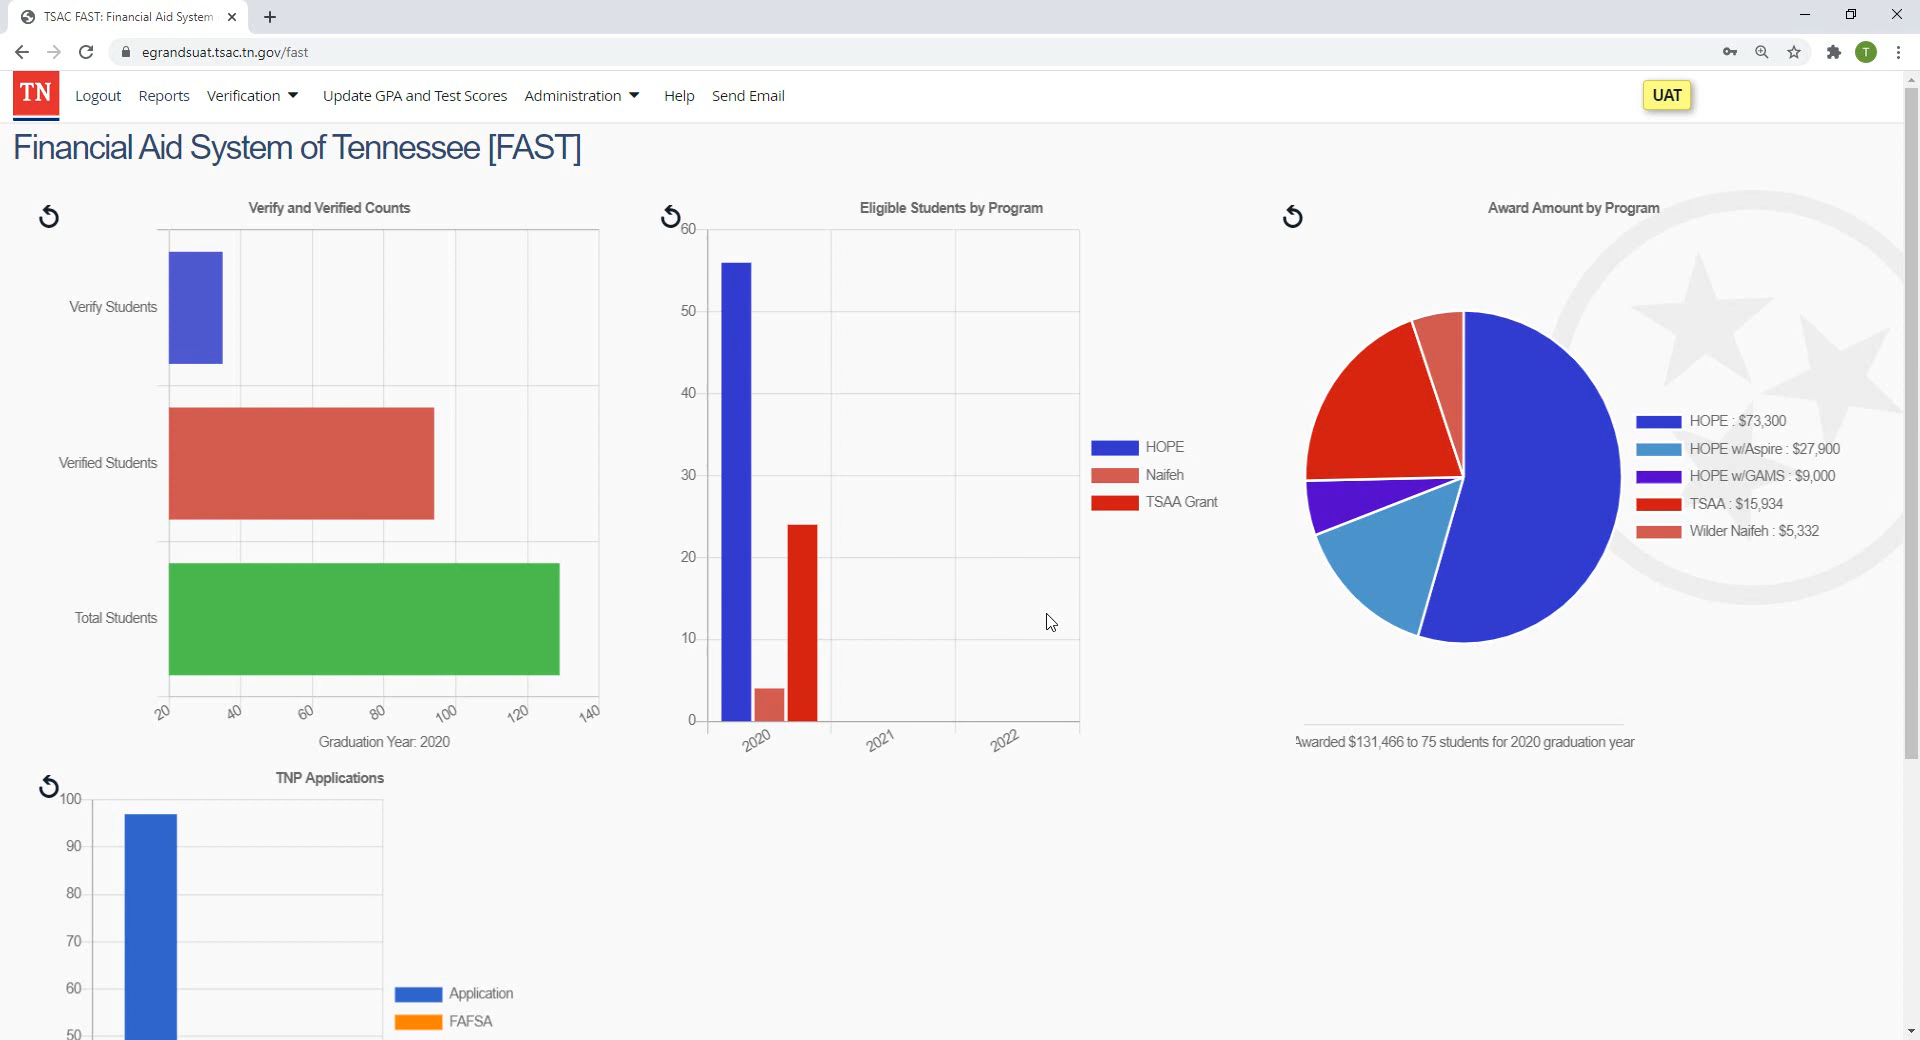 TSAC FAST: Financial Aid System
egrandsuat.tsac.tn.gov/fast
T
TN
Logout Reports Verification Update GPA and Test Scores Administration Help Send Email
UAT
Financial Aid System of Tennessee [FAST]
Verify and Verified Counts
Verify Students
Verified Students
Total Students
20 40 60 80 100 120 140
Graduation Year: 2020
Eligible Students by Program
60
50
40
30
20
10
0
2020 2021 2022
HOPE
Naifeh
TSAA Grant
Award Amount by Program
HOPE : $73,300
HOPE w/Aspire : $27,900
HOPE w/GAMS : $9,000
TSAA : $15,934
Wilder Naifeh : $5,332
Awarded $131,466 to 75 students for 2020 graduation year
TNP Applications
100
90
80
70
60
50
Application
FAFSA